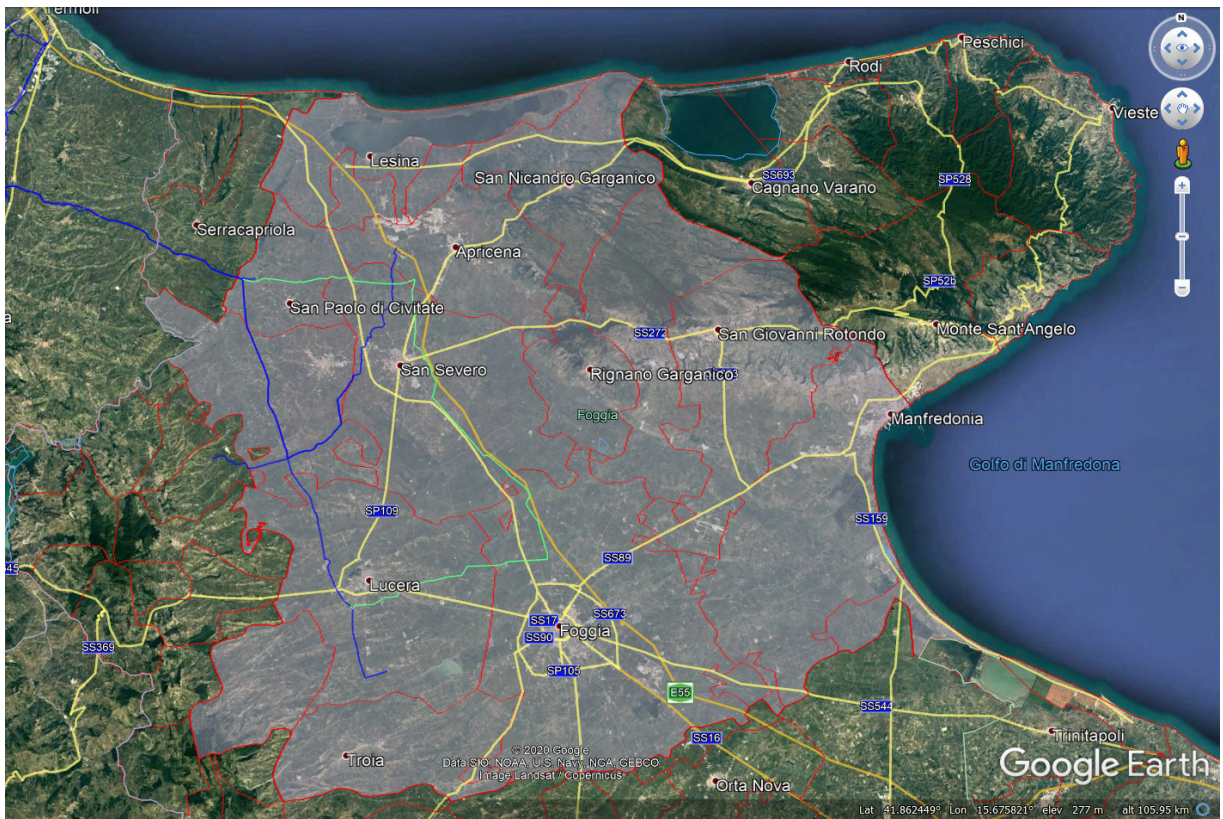 Termoli
N
Peschici
Rodi
Vieste
Lesina
San Nicandro Garganico
SS693
Cagnano Varano
SP528
Serracapriola
Apricena
SP528
San Paolo di Civitate
SS272
San Giovanni Rotondo
Monte Sant'Angelo
San Severo
Rignano Garganico
Foggia
Manfredonia
Golfo di Manfredona
SP109
SS159
SS89
Lucera
SS17
SS673
Foggia
SS90
SS369
SP105
E55
SS544
SS16
Trinitapoli
Troia
© 2020 Google
Data SIO, NOAA, U.S. Navy, NGA, GEBCO
Image Landsat / Copernicus
Google Earth
Orta Nova
Lat 41.862449° Lon 15.675821° elev 277 m alt 105.95 km